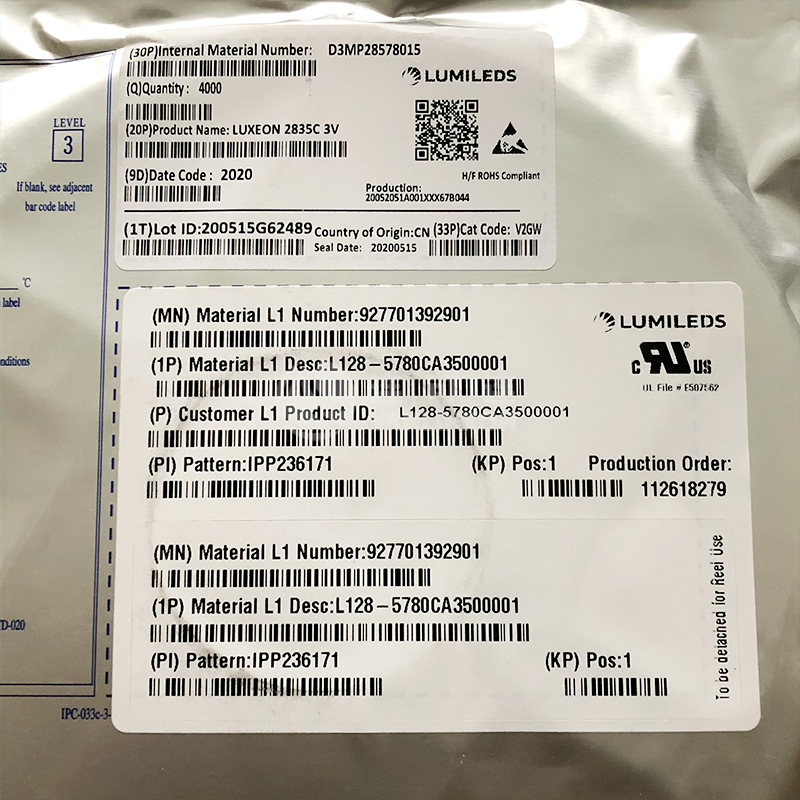 (30P)Internal Material Number: D3MP28578015
LUMILEDS
(Q)Quantity: 4000
(20P)Product Name: LUXEON 2835C 3V
H/F ROHS Compliant
(9D)Date Code: 2020
Production:
20052051A001XXX67B044
(1T)Lot ID:200515G62489 Country of Origin:CN (33P)Cat Code: V2GW
Seal Date: 20200515
LEVEL
3
If blank, see adjacent
bar code label
°C
label
nditions
TD-020
IPC-033c-3-
(MN) Material L1 Number:927701392901
LUMILEDS
(1P) Material L1 Desc:L128-5780CA3500001
c RU US
UL File # E507562
(P) Customer L1 Product ID: L128-5780CA3500001
(PI) Pattern:IPP236171 (KP) Pos:1 Production Order:
112618279
(MN) Material L1 Number:927701392901
(1P) Material L1 Desc:L128-5780CA3500001
(PI) Pattern:IPP236171 (KP) Pos:1
To be detached for Reel Use